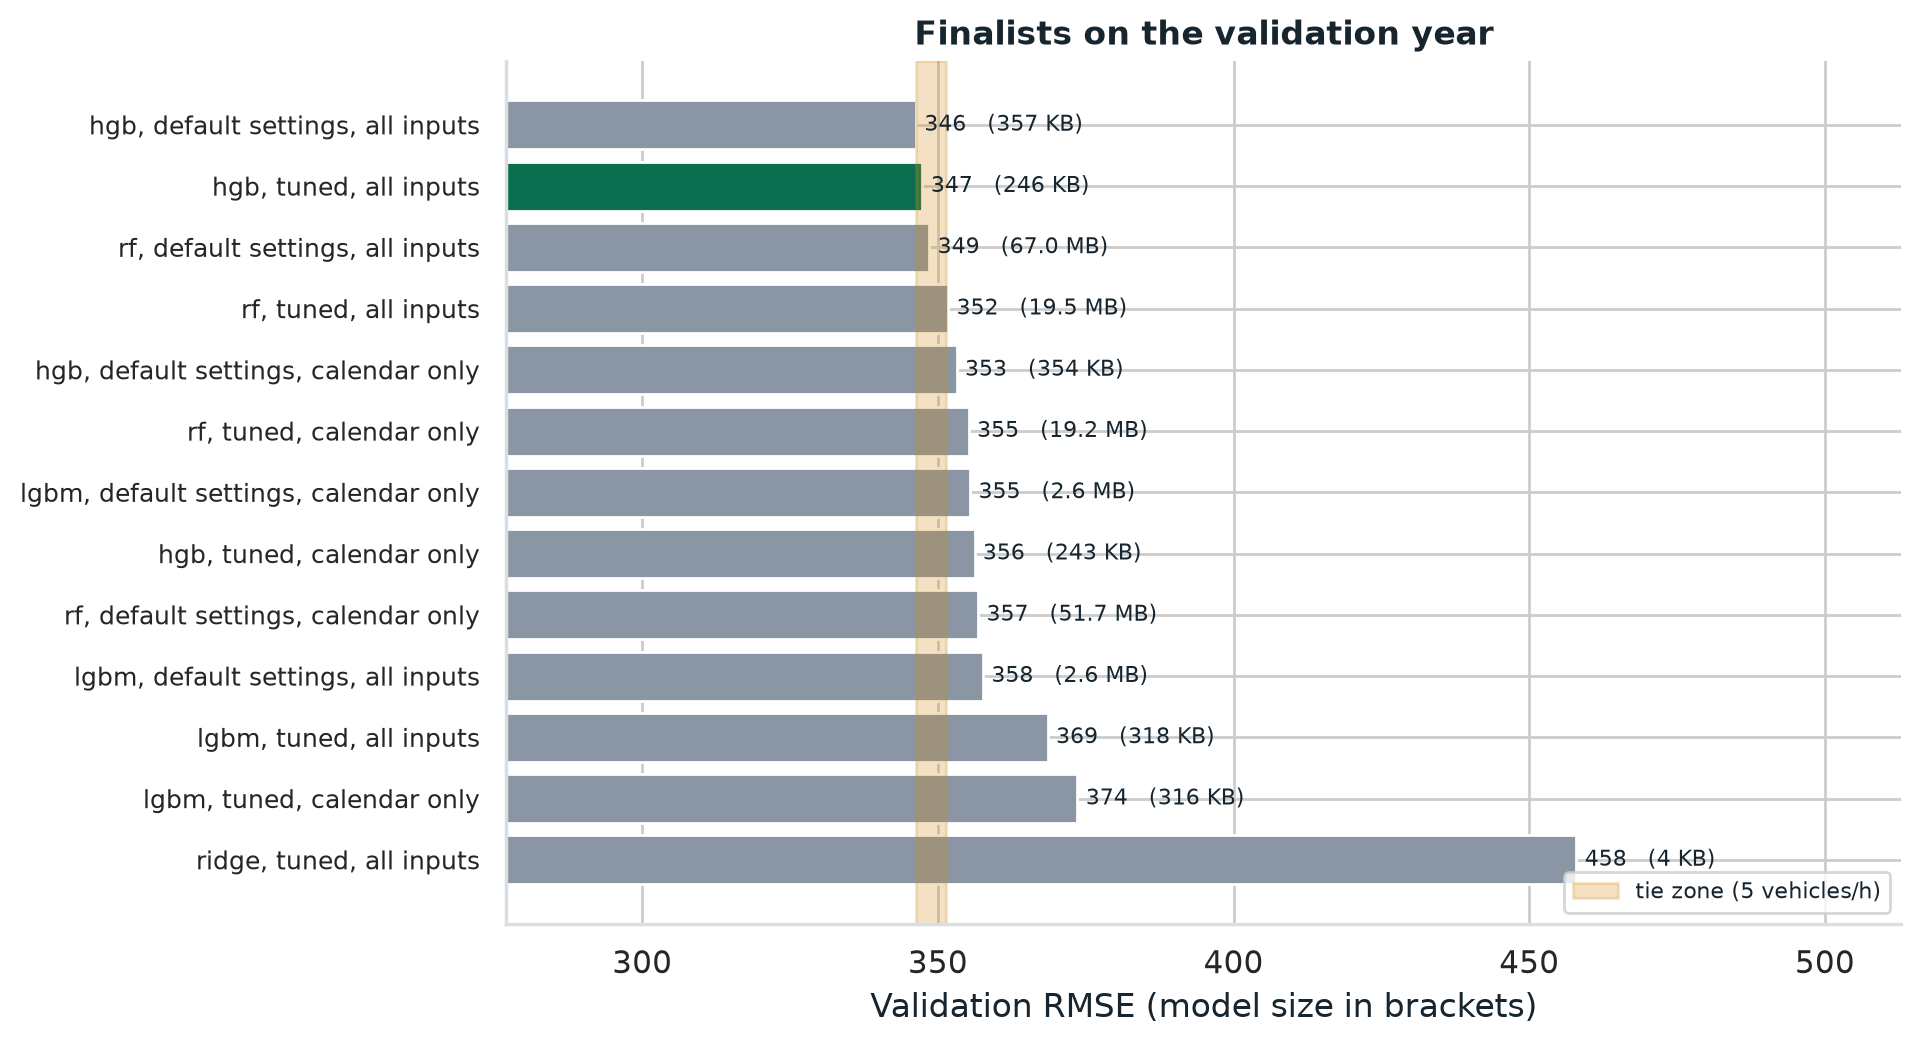 Finalists on the validation year
hgb, default settings, all inputs 346 (357 KB)
hgb, tuned, all inputs 347 (246 KB)
rf, default settings, all inputs 349 (67.0 MB)
rf, tuned, all inputs 352 (19.5 MB)
hgb, default settings, calendar only 353 (354 KB)
rf, tuned, calendar only 355 (19.2 MB)
lgbm, default settings, calendar only 355 (2.6 MB)
hgb, tuned, calendar only 356 (243 KB)
rf, default settings, calendar only 357 (51.7 MB)
lgbm, default settings, all inputs 358 (2.6 MB)
lgbm, tuned, all inputs 369 (318 KB)
lgbm, tuned, calendar only 374 (316 KB)
ridge, tuned, all inputs 458 (4 KB)
tie zone (5 vehicles/h)
300 350 400 450 500
Validation RMSE (model size in brackets)